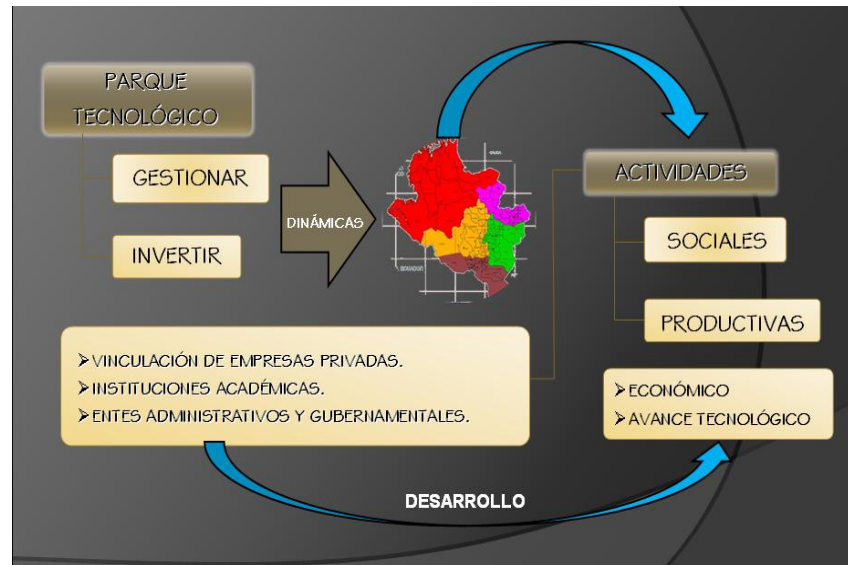 PARQUE
TECNOLÓGICO
GESTIONAR
INVERTIR
DINÁMICAS
ECUADOR
ACTIVIDADES
SOCIALES
PRODUCTIVAS
➢VINCULACIÓN DE EMPRESAS PRIVADAS.
➢INSTITUCIONES ACADÉMICAS.
➢ENTES ADMINISTRATIVOS Y GUBERNAMENTALES.
➢ECONÓMICO
➢AVANCE TECNOLÓGICO
DESARROLLO